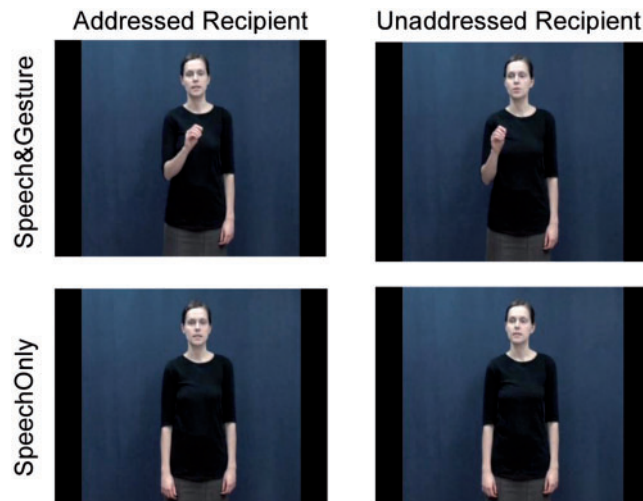 Addressed Recipient
Unaddressed Recipient
Speech&Gesture
SpeechOnly